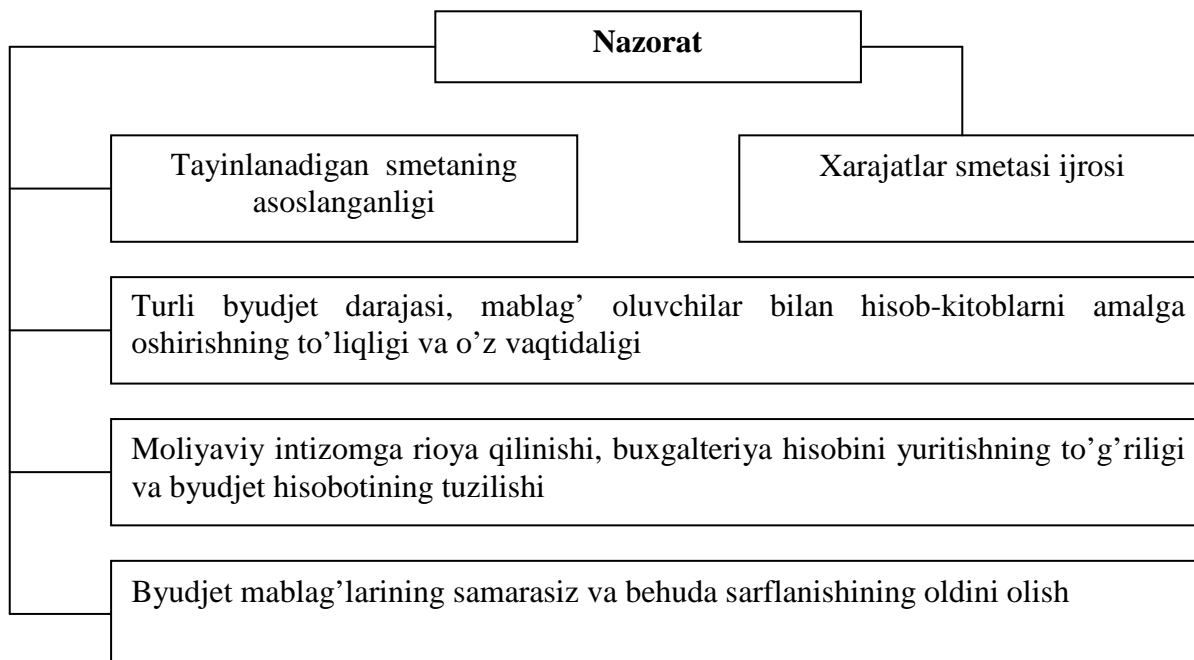 Nazorat
Tayinlanadigan smetaning
asoslanganligi
Xarajatlar smetasi ijrosi
Turli byudjet darajasi, mablag’ oluvchilar bilan hisob-kitoblarni amalga
oshirishning to’liqligi va o’z vaqtidaligi
Moliyaviy intizomga rioya qilinishi, buxgalteriya hisobini yuritishning to’g’riligi
va byudjet hisobotining tuzilishi
Byudjet mablag’larining samarasiz va behuda sarflanishining oldini olish